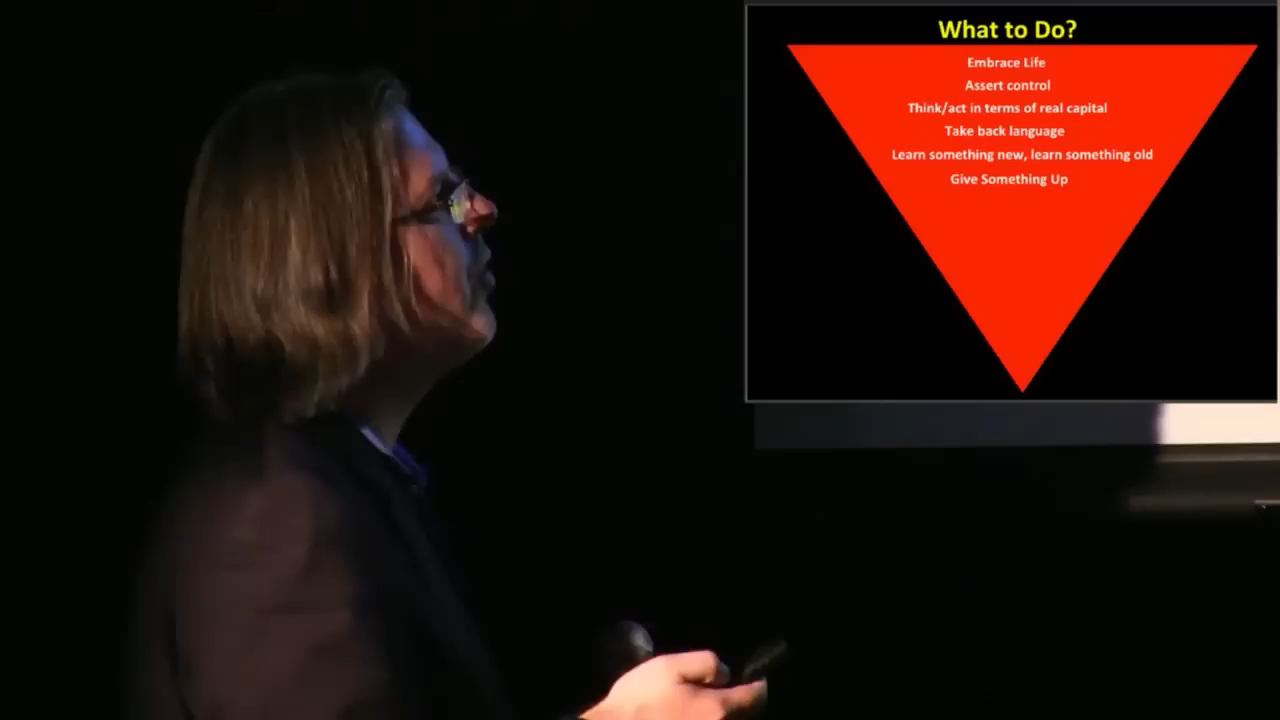 What to Do?
Embrace Life
Assert control
Think/act in terms of real capital
Take back language
Learn something new, learn something old
Give Something Up